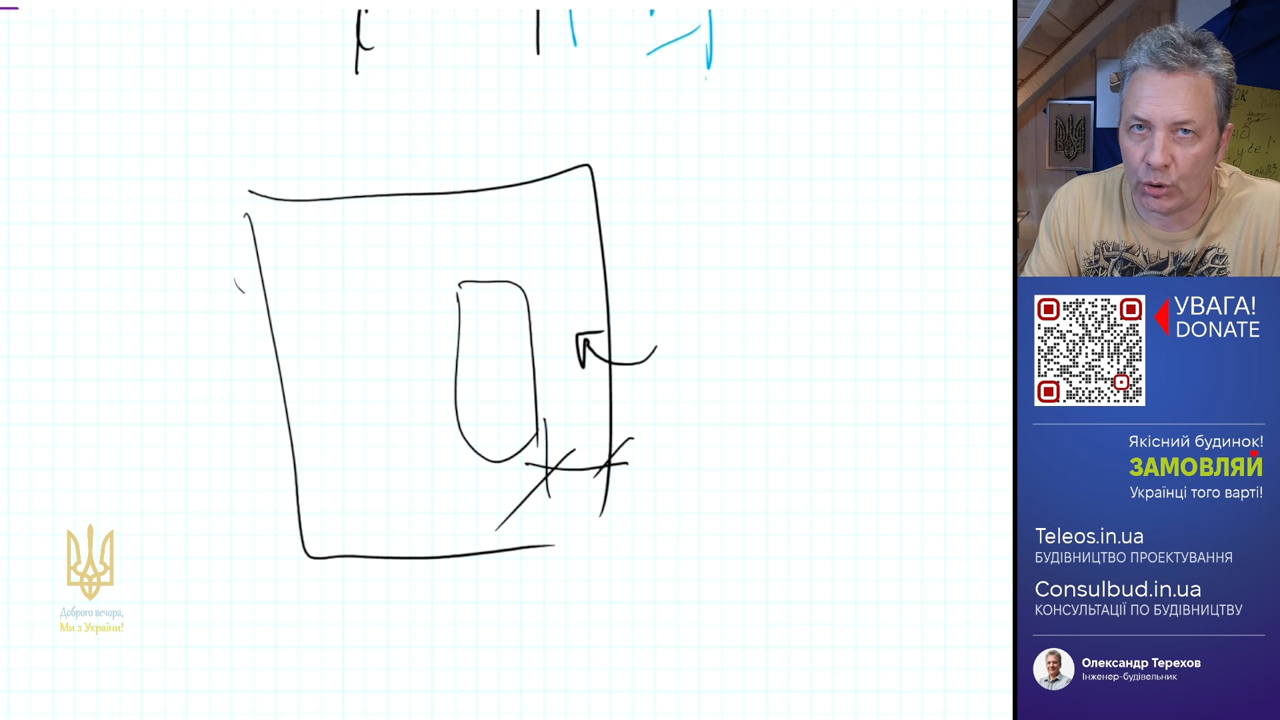 УВАГА!
DONATE
Якісний будинок!
ЗАМОВЛЯЙ
Українці того варті!
Teleos.in.ua
БУДІВНИЦТВО ПРОЕКТУВАННЯ
Consulbud.in.ua
КОНСУЛЬТАЦІЇ ПО БУДІВНИЦТВУ
Олександр Терехов
Інженер-будівельник
Доброго вечора,
Ми з України!